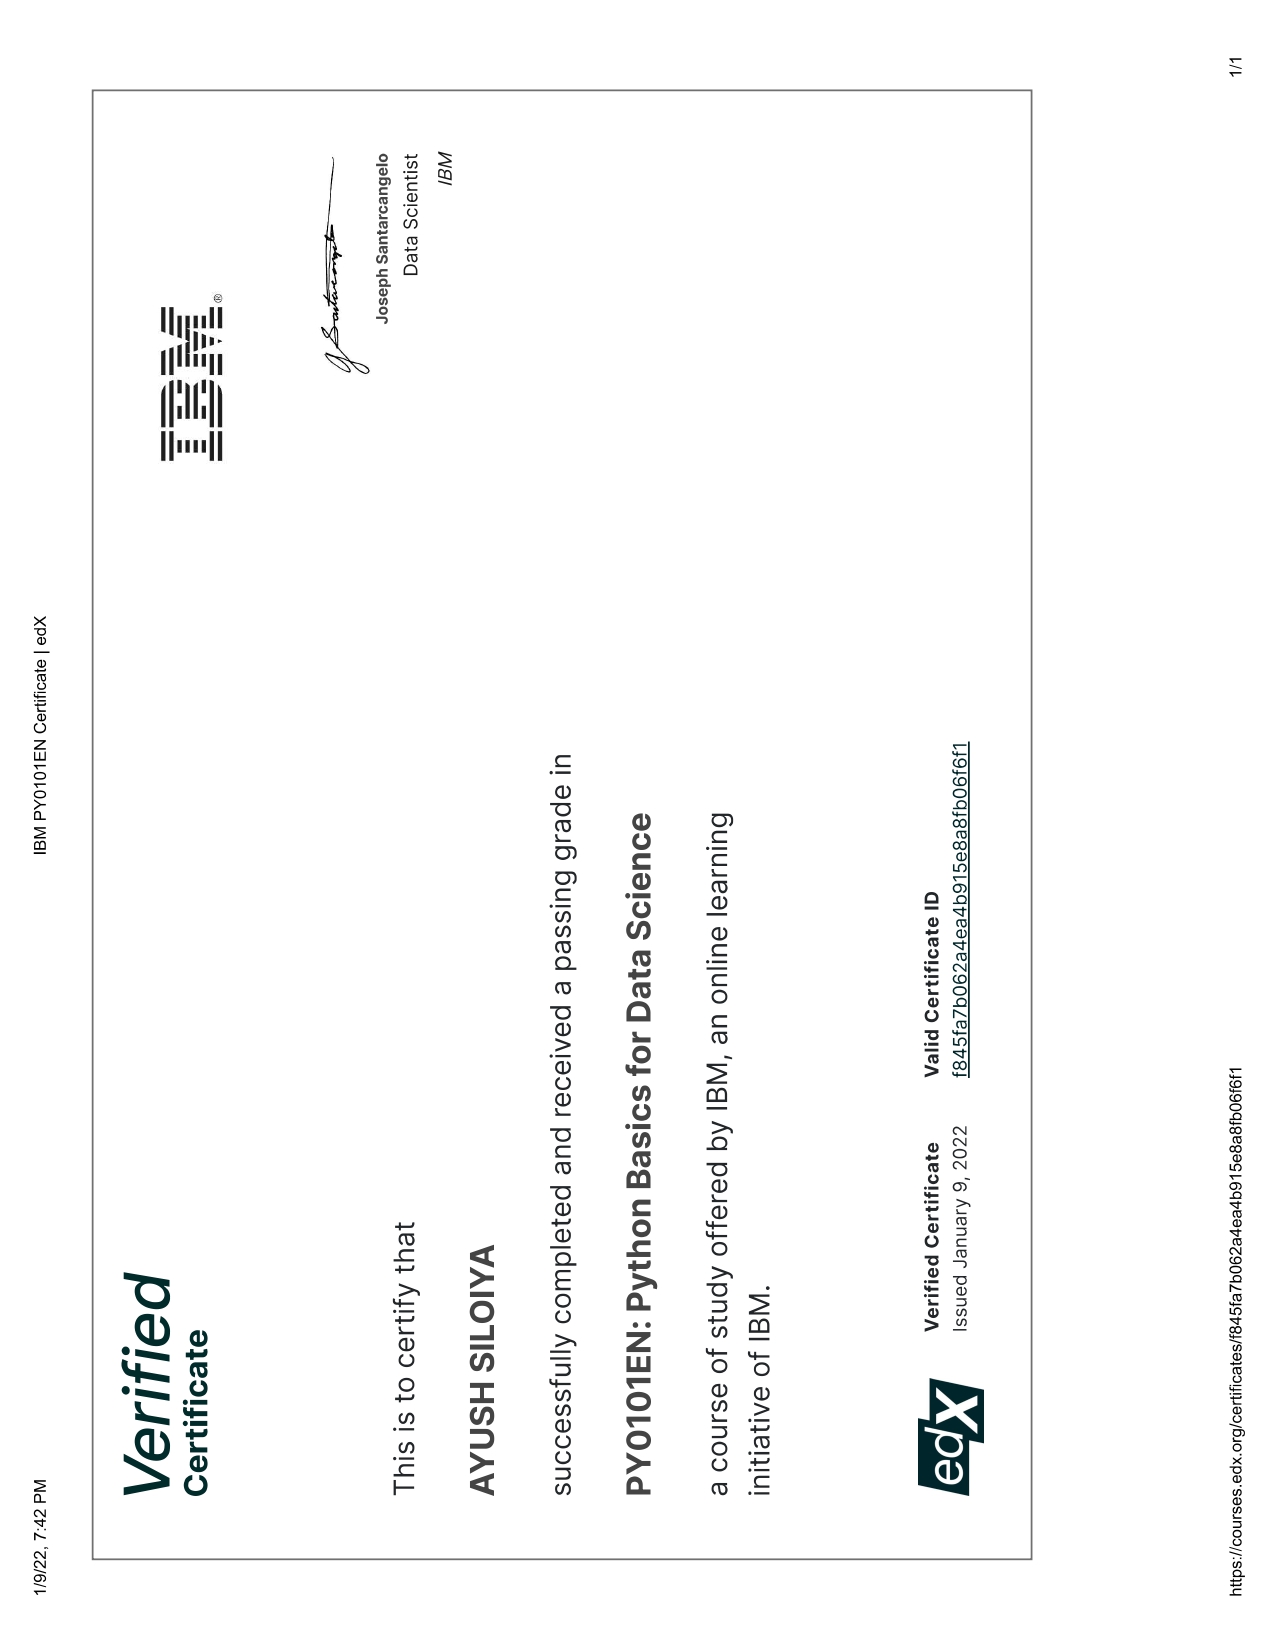 1/9/22, 7:42 PM
IBM PY0101EN Certificate | edX
Verified
Certificate
IBM®
Joseph Santarcangelo
Data Scientist
IBM
This is to certify that
AYUSH SILOIYA
successfully completed and received a passing grade in
PY0101EN: Python Basics for Data Science
a course of study offered by IBM, an online learning
initiative of IBM.
edX
Verified Certificate
Issued January 9, 2022
Valid Certificate ID
f845fa7b062a4ea4b915e8a8fb06f6f1
https://courses.edx.org/certificates/f845fa7b062a4ea4b915e8a8fb06f6f1
1/1